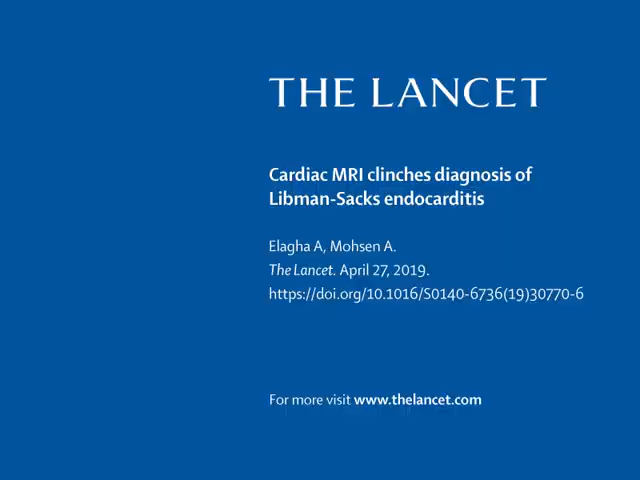 THE LANCET
Cardiac MRI clinches diagnosis of
Libman-Sacks endocarditis
Elagha A, Mohsen A.
The Lancet. April 27, 2019.
https://doi.org/10.1016/S0140-6736(19)30770-6
For more visit www.thelancet.com